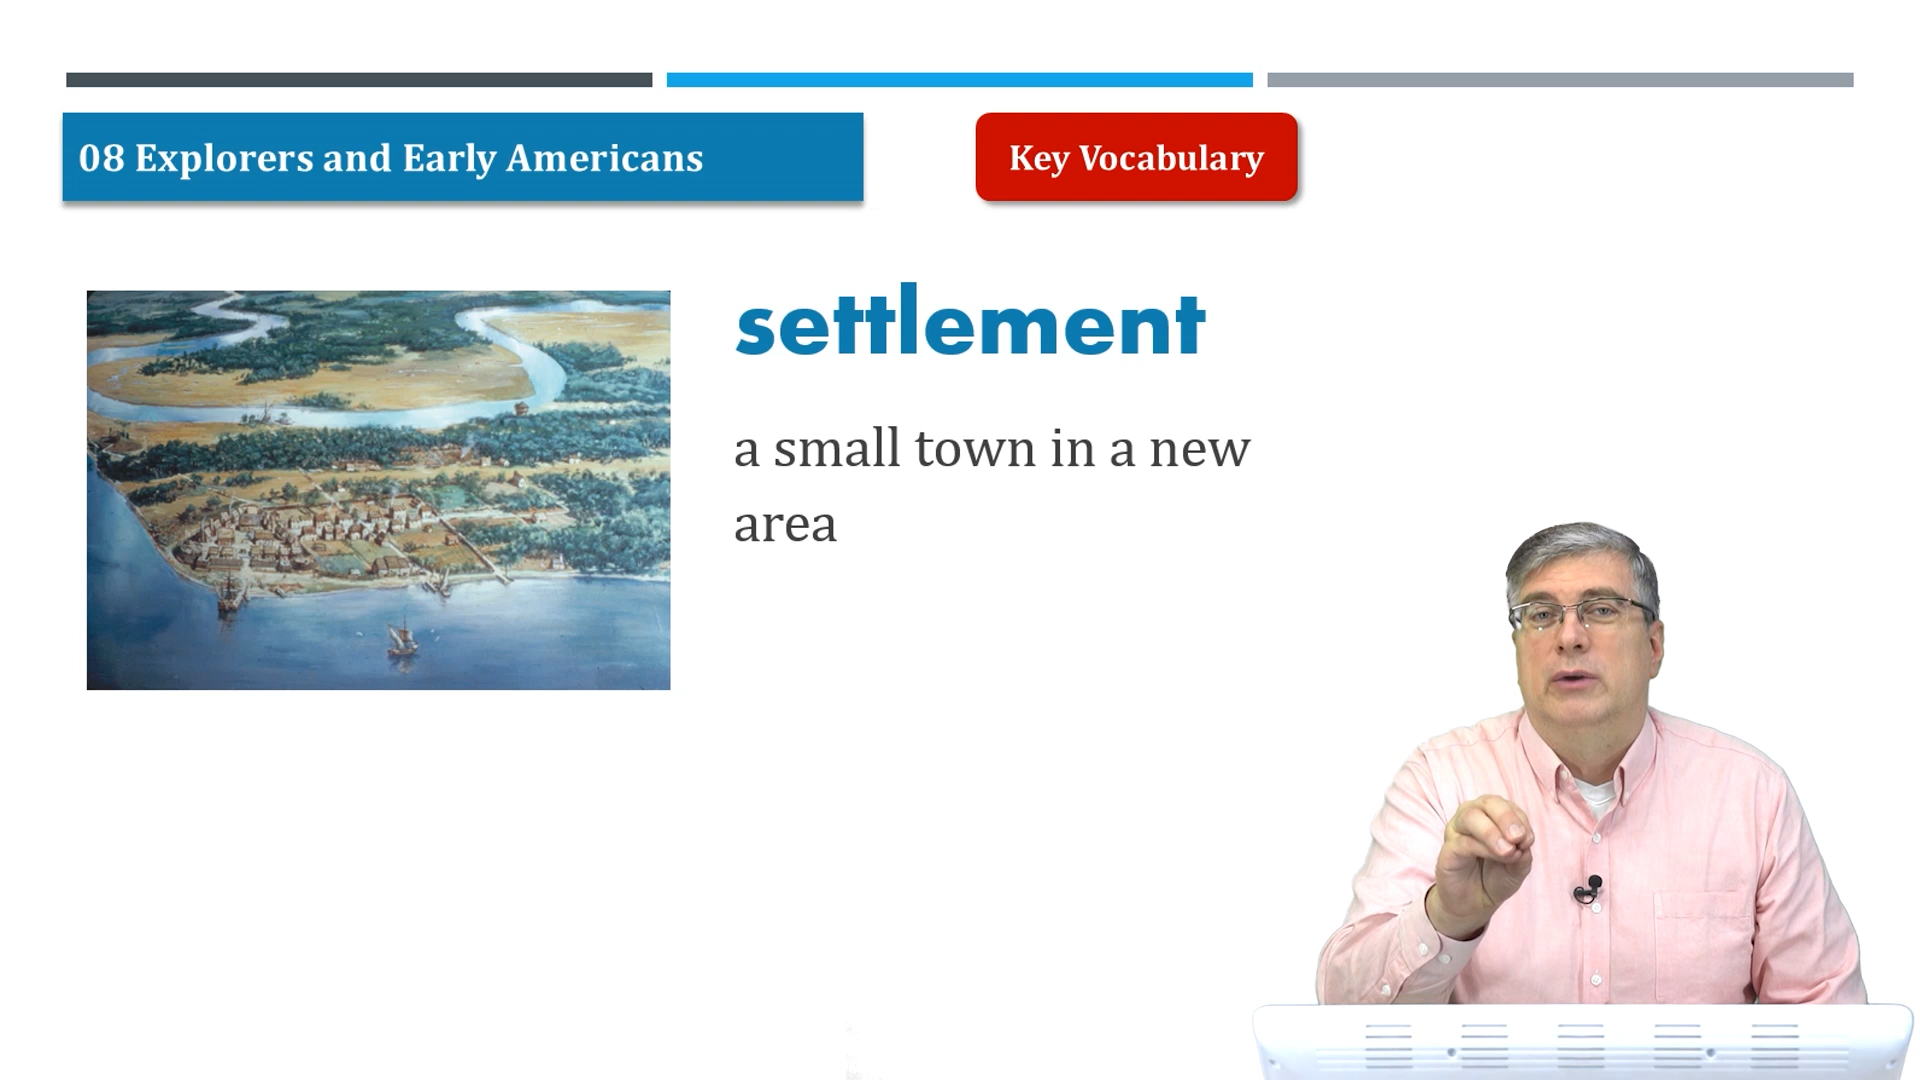 08 Explorers and Early Americans
Key Vocabulary
settlement
a small town in a new
area